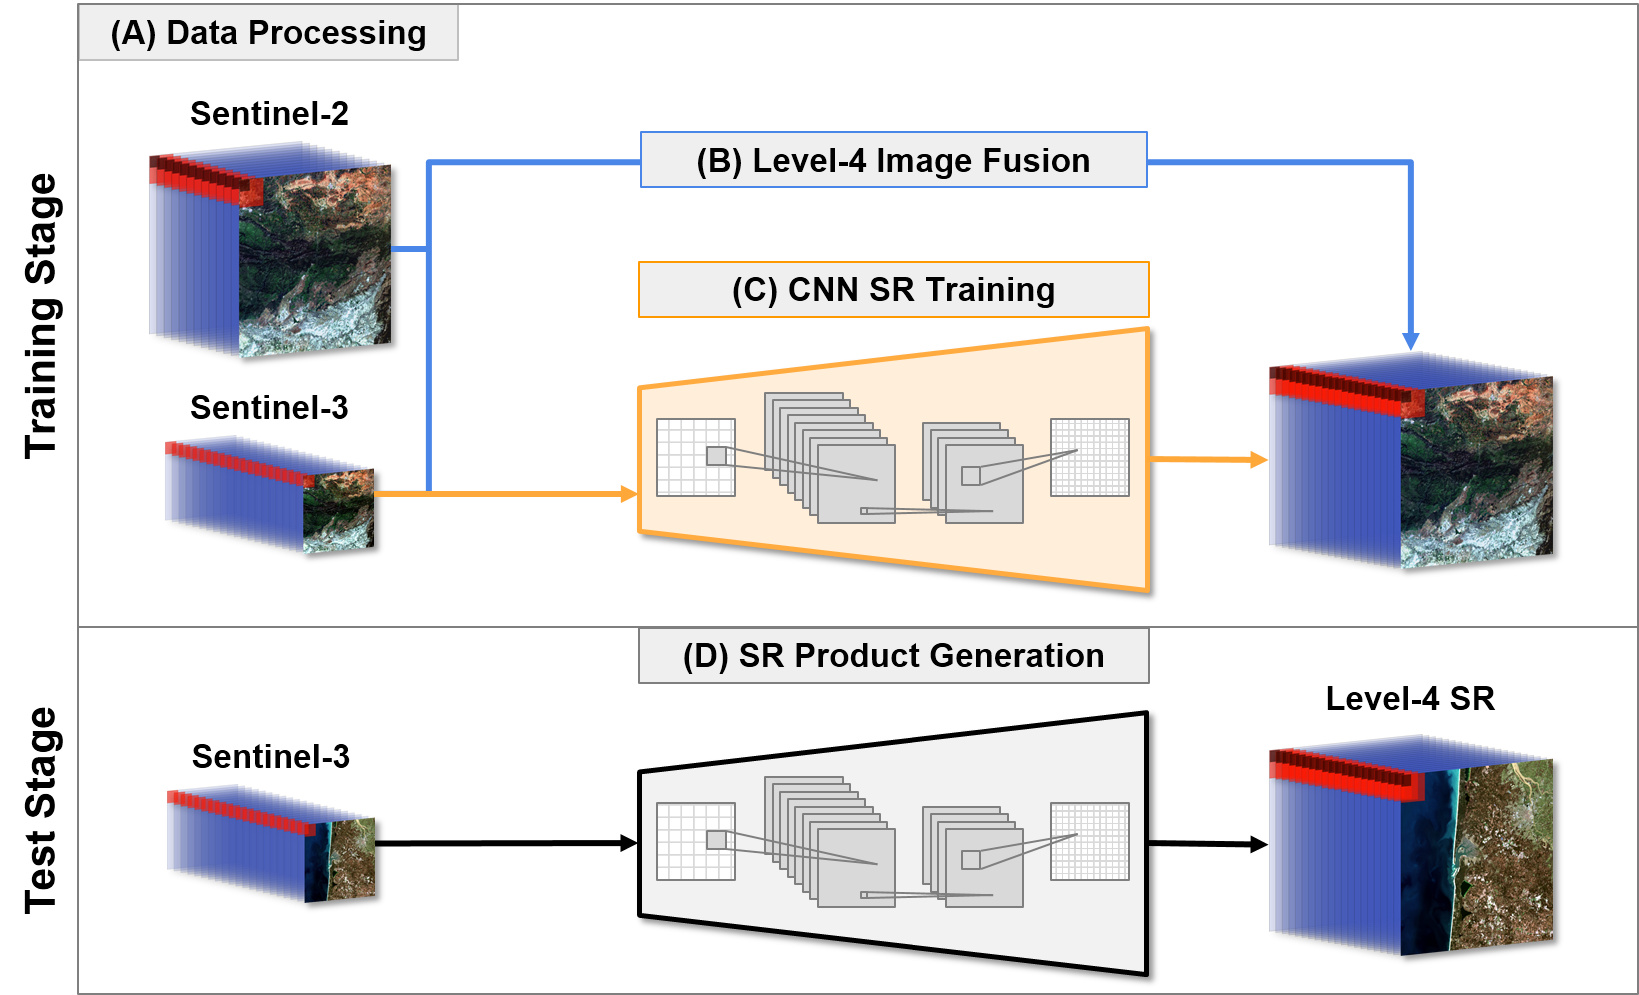 (A) Data Processing
Sentinel-2
(B) Level-4 Image Fusion
(C) CNN SR Training
Sentinel-3
Training Stage
(D) SR Product Generation
Level-4 SR
Sentinel-3
Test Stage